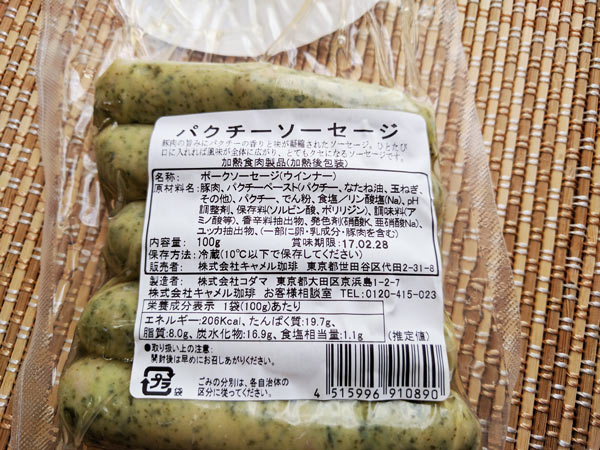 パクチーソーセージ
豚肉の旨みにパクチーの香りと味が凝縮されたソーセージ。ひとたび
口に入れれば風味が全体に広がり、とてもクセになるソーセージです。
加熱食肉製品(加熱後包装)
名称: ポークソーセージ(ウインナー)
原材料名: 豚肉、パクチーペースト(パクチー、なたね油、玉ねぎ、
その他)、パクチー、でん粉、食塩/リン酸塩(Na)、pH
調整剤、保存料(ソルビン酸、ポリリジン)、調味料(ア
ミノ酸等)、香辛料抽出物、発色剤(硝酸K、亜硝酸Na)、
ユッカ抽出物、(一部に卵・乳成分・豚肉を含む)
内容量: 100g 賞味期限:17.02.28
保存方法: 冷蔵(10℃以下で保存してください)
販売者: 株式会社キャメル珈琲 東京都世田谷区代田2-31-8
製造者: 株式会社コダマ 東京都大田区京浜島1-2-7
株式会社キャメル珈琲 お客様相談室 TEL:0120-415-023
栄養成分表示 1袋(100g)あたり
エネルギー:206Kcal、たんぱく質:19.7g、
脂質:8.0g、炭水化物:16.9g、食塩相当量:1.1g (推定値)
●取り扱い上の注意
開封後は早めにお召し上がりください。
プラ
袋
ごみの分別は、各自治体の
区分に従ってください。
4 515996 910890